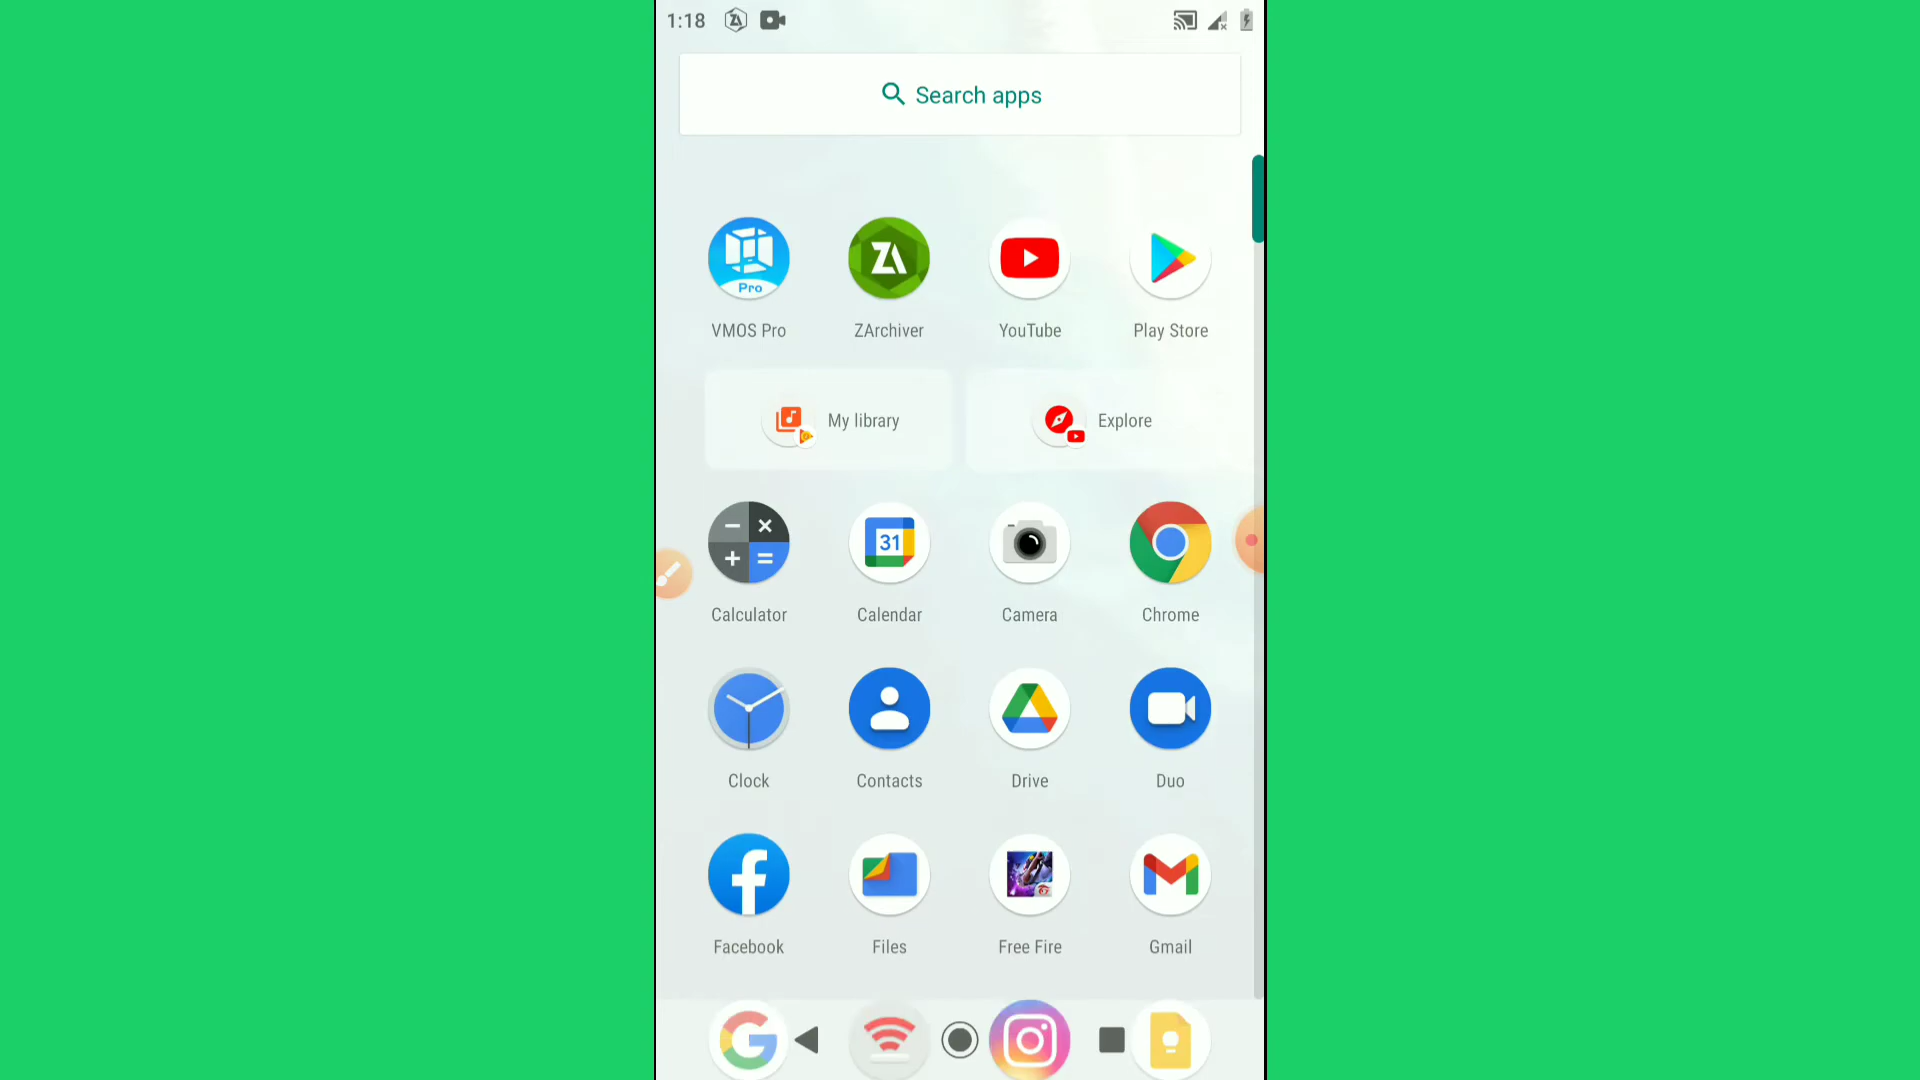 1:18
Search apps
Pro
VMOS Pro
ZArchiver
YouTube
Play Store
My library
Explore
31
Calculator
Calendar
Camera
Chrome
Clock
Contacts
Drive
Duo
Facebook
Files
Free Fire
Gmail